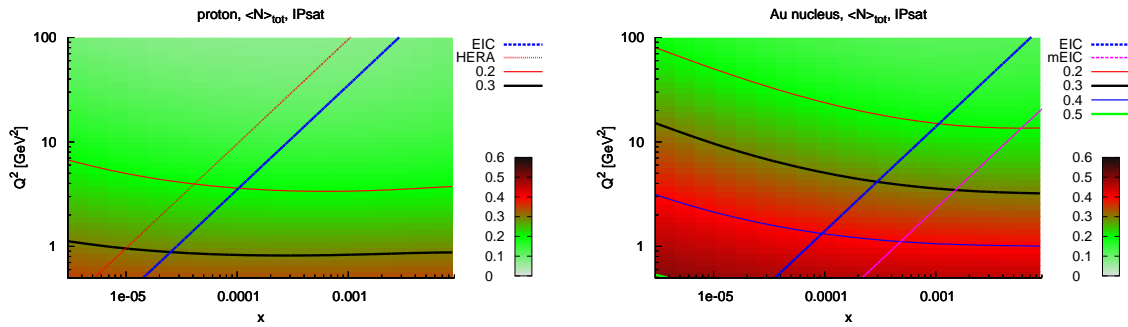 proton, <N>tot, IPsat
Q² [GeV²]
100
10
1
1e-05
0.0001
0.001
x
EIC
HERA
0.2
0.3
0.6
0.5
0.4
0.3
0.2
0.1
0
Au nucleus, <N>tot, IPsat
Q² [GeV²]
100
10
1
1e-05
0.0001
0.001
x
EIC
mEIC
0.2
0.3
0.4
0.5
0.6
0.5
0.4
0.3
0.2
0.1
0